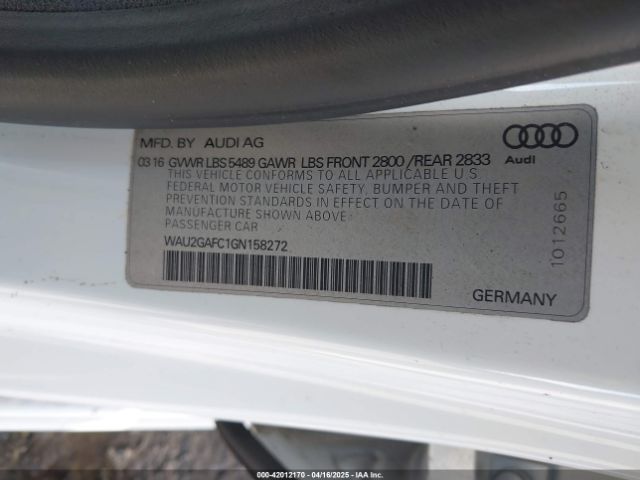 MFD. BY AUDI AG
03 16 GVWR LBS 5489 GAWR LBS FRONT 2800 /REAR 2833
Audi
THIS VEHICLE CONFORMS TO ALL APPLICABLE U.S
FEDERAL MOTOR VEHICLE SAFETY, BUMPER AND THEFT
PREVENTION STANDARDS IN EFFECT ON THE DATE OF
MANUFACTURE SHOWN ABOVE:
PASSENGER CAR
WAU2GAFC1GN158272
1012665
GERMANY
000-42012170 - 04/16/2025 - IAAI.COM